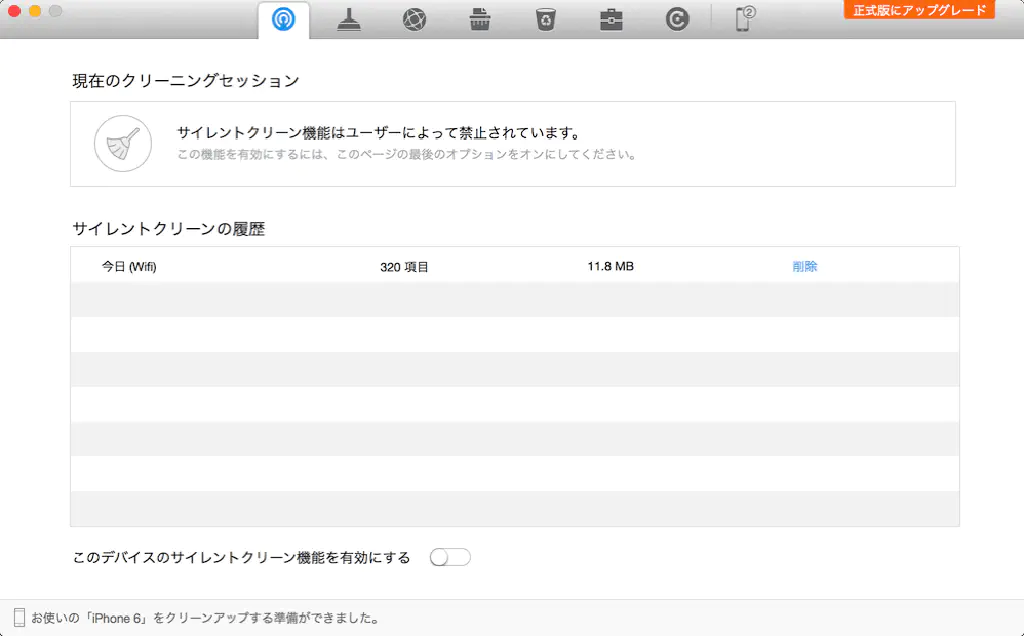 正式版にアップグレード
2
現在のクリーニングセッション
サイレントクリーン機能はユーザーによって禁止されています。
この機能を有効にするには、このページの最後のオプションをオンにしてください。
サイレントクリーンの履歴
今日 (Wifi) 320 項目 11.8 MB 削除
このデバイスのサイレントクリーン機能を有効にする
お使いの「iPhone 6」をクリーンアップする準備ができました。